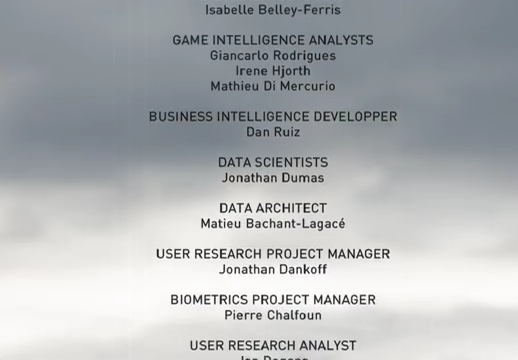 Isabelle Belley-Ferris
GAME INTELLIGENCE ANALYSTS
Giancarlo Rodrigues
Irene Hjorth
Mathieu Di Mercurio
BUSINESS INTELLIGENCE DEVELOPPER
Dan Ruiz
DATA SCIENTISTS
Jonathan Dumas
DATA ARCHITECT
Matieu Bachant-Lagacé
USER RESEARCH PROJECT MANAGER
Jonathan Dankoff
BIOMETRICS PROJECT MANAGER
Pierre Chalfoun
USER RESEARCH ANALYST